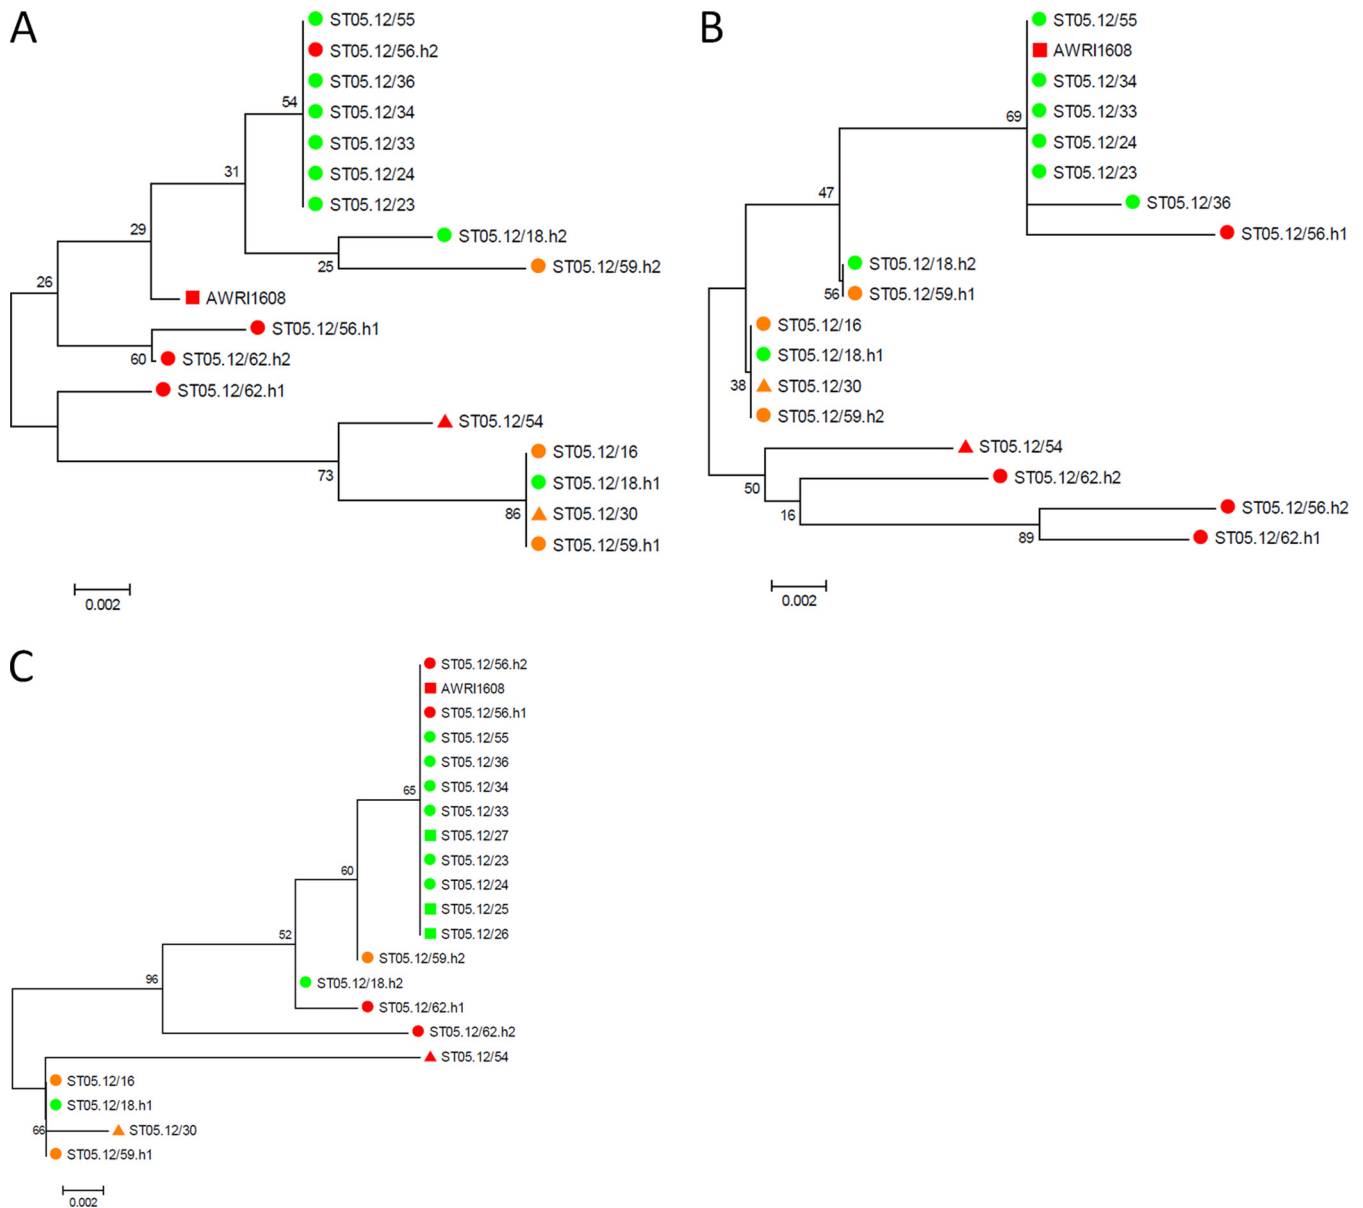 A
ST05.12/55
ST05.12/56.h2
ST05.12/36
54
ST05.12/34
ST05.12/33
31
ST05.12/24
ST05.12/23
29
ST05.12/18.h2
25
ST05.12/59.h2
26
AWRI1608
ST05.12/56.h1
60
ST05.12/62.h2
ST05.12/62.h1
ST05.12/54
73
ST05.12/16
ST05.12/18.h1
86
ST05.12/30
ST05.12/59.h1
0.002
B
ST05.12/55
AWRI1608
ST05.12/34
69
ST05.12/33
ST05.12/24
ST05.12/23
47
ST05.12/36
ST05.12/56.h1
ST05.12/18.h2
56
ST05.12/59.h1
ST05.12/16
ST05.12/18.h1
38
ST05.12/30
ST05.12/59.h2
ST05.12/54
50
ST05.12/62.h2
16
ST05.12/56.h2
89
ST05.12/62.h1
0.002
C
ST05.12/56.h2
AWRI1608
ST05.12/56.h1
ST05.12/55
ST05.12/36
65
ST05.12/34
ST05.12/33
ST05.12/27
ST05.12/23
60
ST05.12/24
ST05.12/25
52
ST05.12/26
ST05.12/59.h2
96
ST05.12/18.h2
ST05.12/62.h1
ST05.12/62.h2
ST05.12/54
ST05.12/16
ST05.12/18.h1
66
ST05.12/30
ST05.12/59.h1
0.002